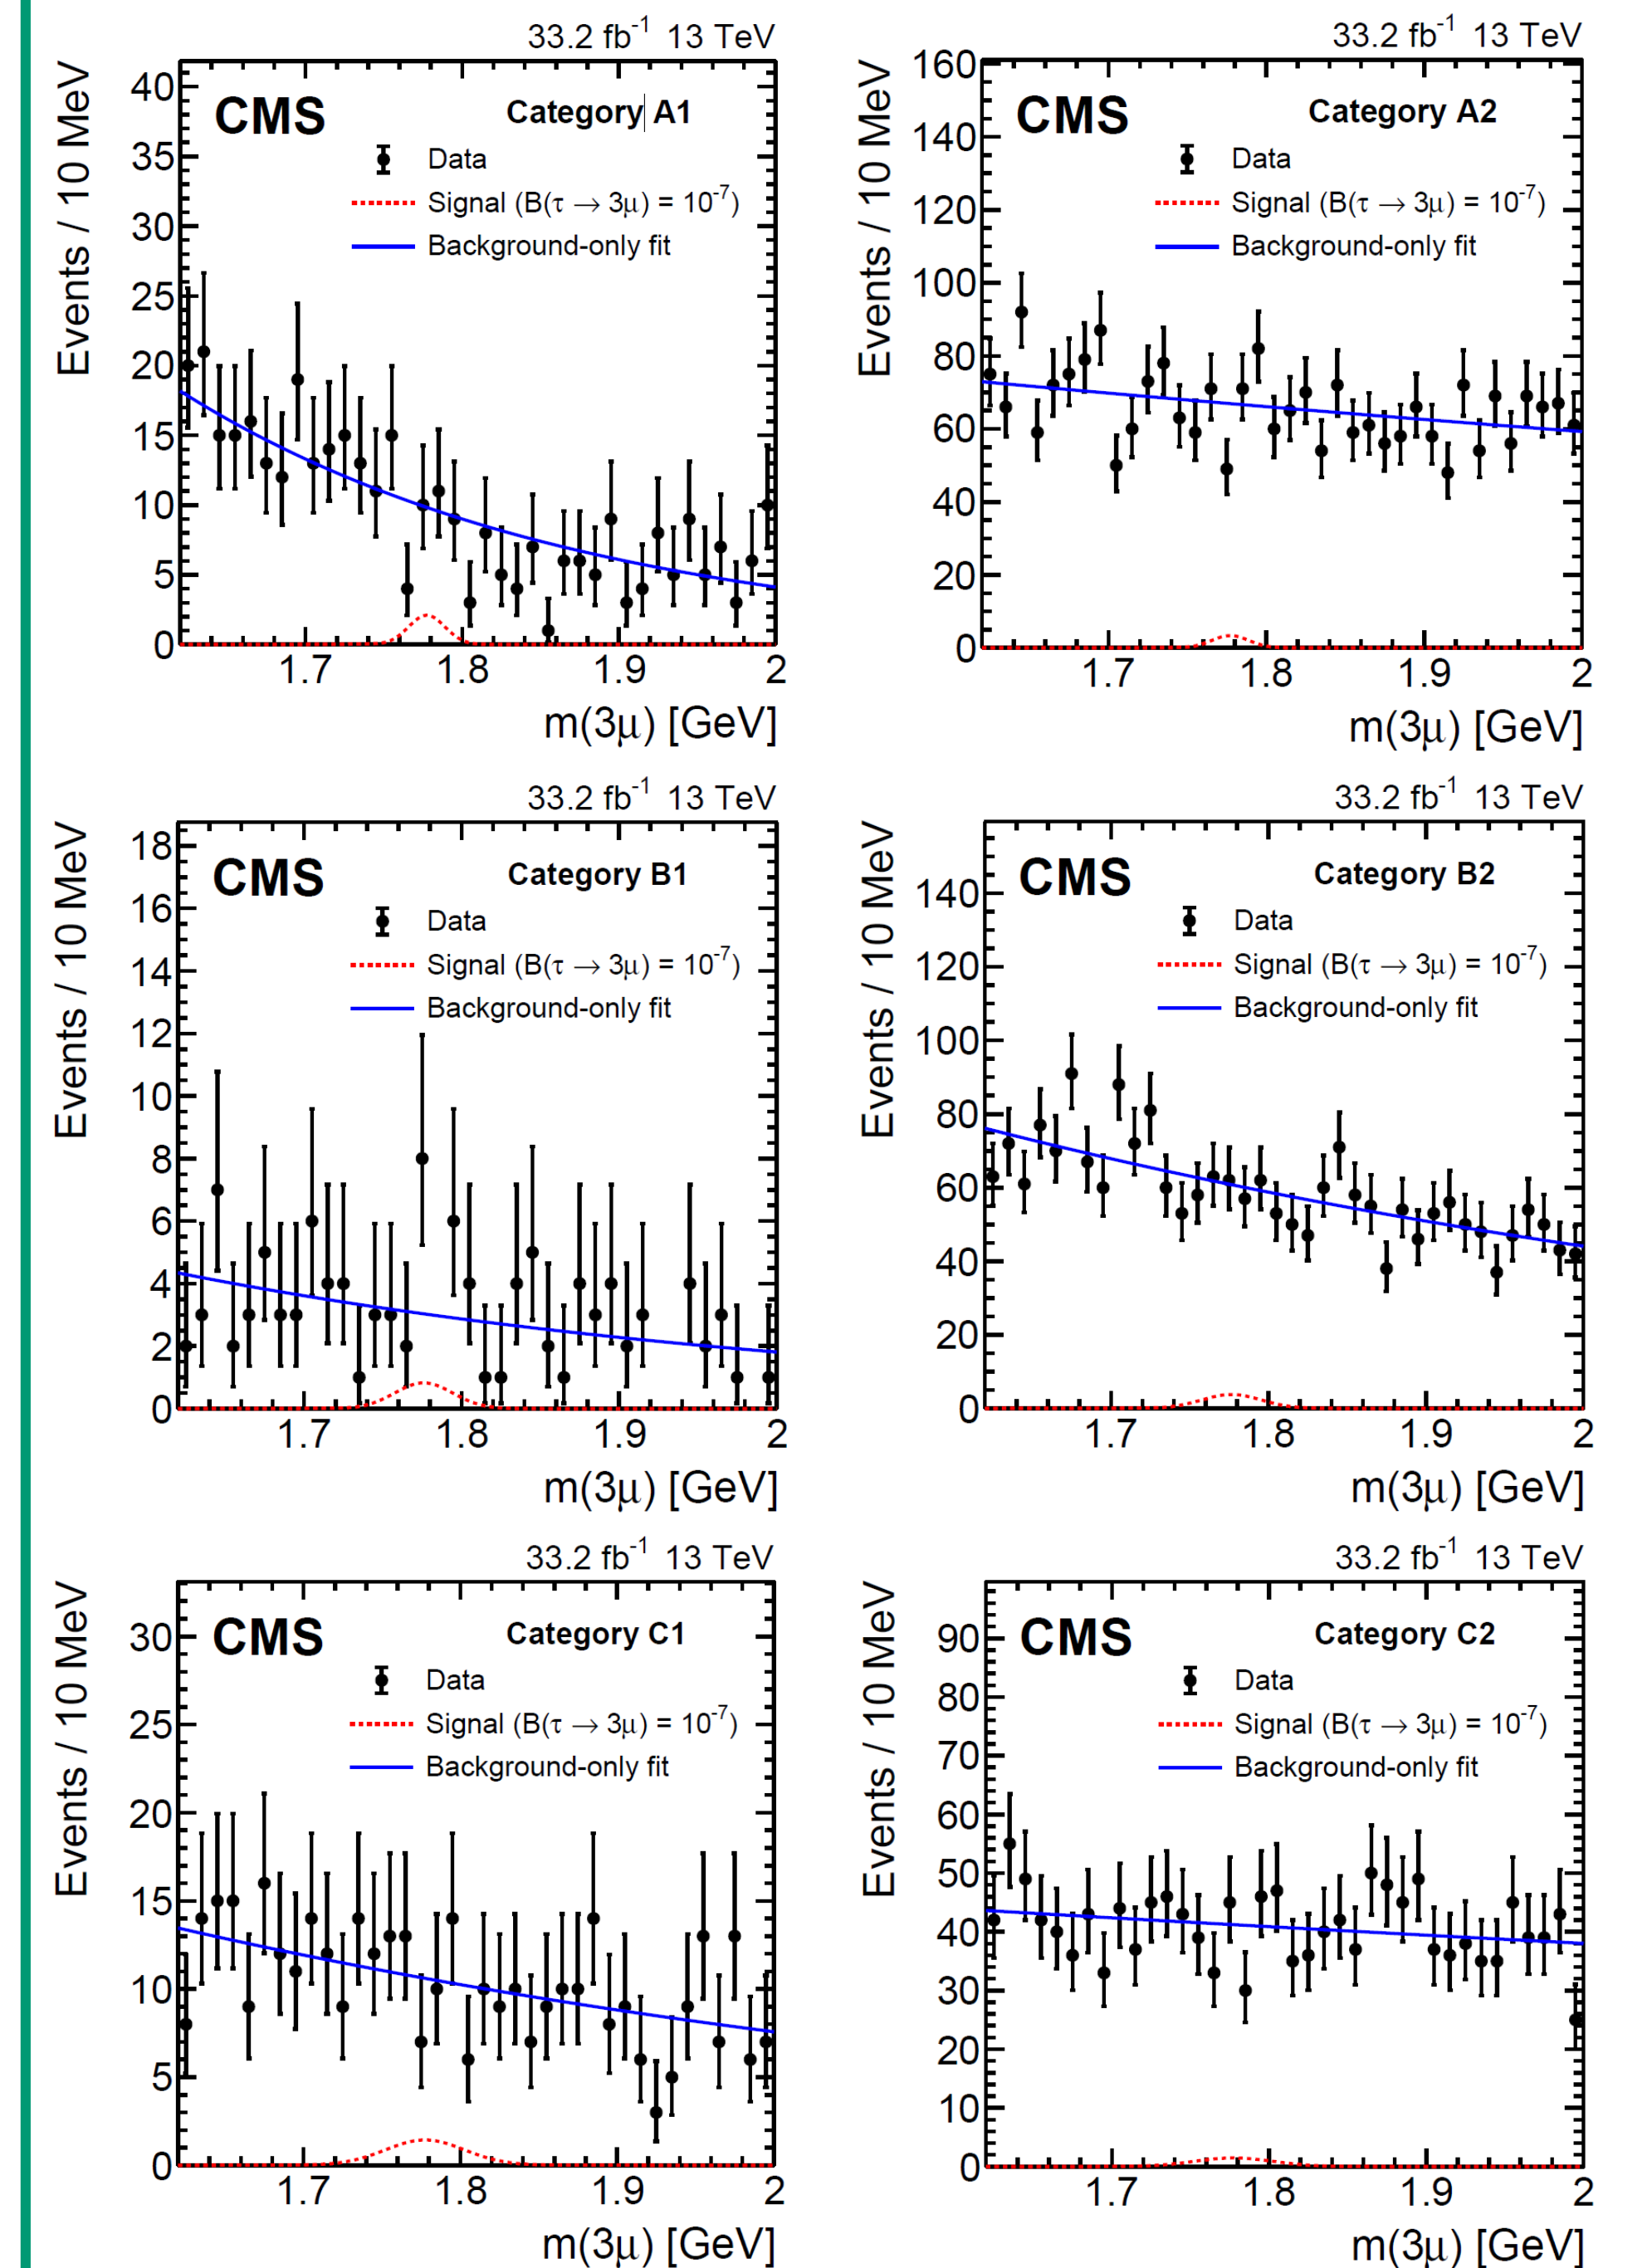 33.2 fb⁻¹ 13 TeV
CMS
Category A1
Data
Signal (B(τ → 3μ) = 10⁻⁷)
Background-only fit
Events / 10 MeV
40
35
30
25
20
15
10
5
0
1.7 1.8 1.9 2
m(3μ) [GeV]
33.2 fb⁻¹ 13 TeV
CMS
Category A2
Data
Signal (B(τ → 3μ) = 10⁻⁷)
Background-only fit
Events / 10 MeV
160
140
120
100
80
60
40
20
0
1.7 1.8 1.9 2
m(3μ) [GeV]
33.2 fb⁻¹ 13 TeV
CMS
Category B1
Data
Signal (B(τ → 3μ) = 10⁻⁷)
Background-only fit
Events / 10 MeV
18
16
14
12
10
8
6
4
2
0
1.7 1.8 1.9 2
m(3μ) [GeV]
33.2 fb⁻¹ 13 TeV
CMS
Category B2
Data
Signal (B(τ → 3μ) = 10⁻⁷)
Background-only fit
Events / 10 MeV
140
120
100
80
60
40
20
0
1.7 1.8 1.9 2
m(3μ) [GeV]
33.2 fb⁻¹ 13 TeV
CMS
Category C1
Data
Signal (B(τ → 3μ) = 10⁻⁷)
Background-only fit
Events / 10 MeV
30
25
20
15
10
5
0
1.7 1.8 1.9 2
m(3μ) [GeV]
33.2 fb⁻¹ 13 TeV
CMS
Category C2
Data
Signal (B(τ → 3μ) = 10⁻⁷)
Background-only fit
Events / 10 MeV
90
80
70
60
50
40
30
20
10
0
1.7 1.8 1.9 2
m(3μ) [GeV]